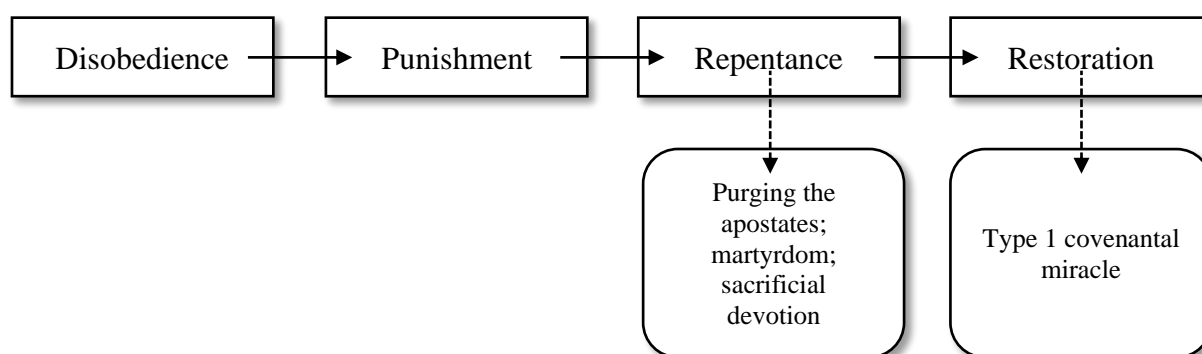 Disobedience
Punishment
Repentance
Restoration
Purging the
apostates;
martyrdom;
sacrificial
devotion
Type 1 covenantal
miracle